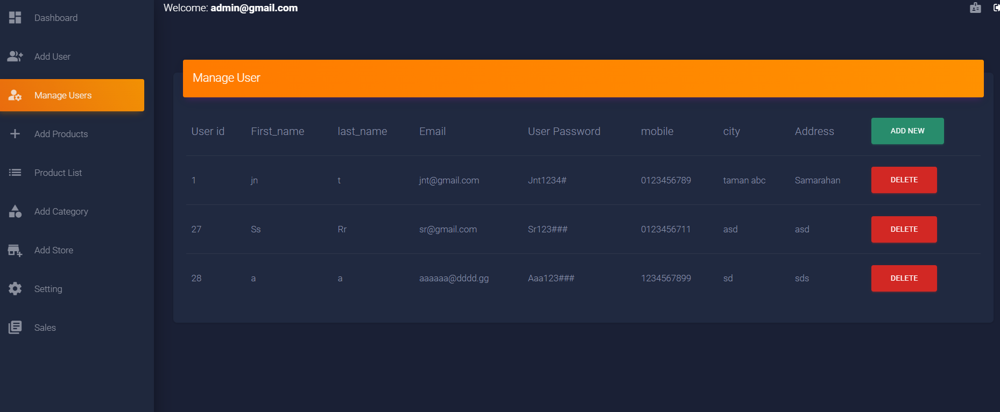 Welcome: admin@gmail.com
Dashboard
Add User
Manage Users
Add Products
Product List
Add Category
Add Store
Setting
Sales
Manage User
User id First_name last_name Email User Password mobile city Address ADD NEW
1 jn t jnt@gmail.com Jnt1234# 0123456789 taman abc Samarahan DELETE
27 Ss Rr sr@gmail.com Sr123### 0123456711 asd asd DELETE
28 a a aaaaaa@dddd.gg Aaa123### 1234567899 sd sds DELETE